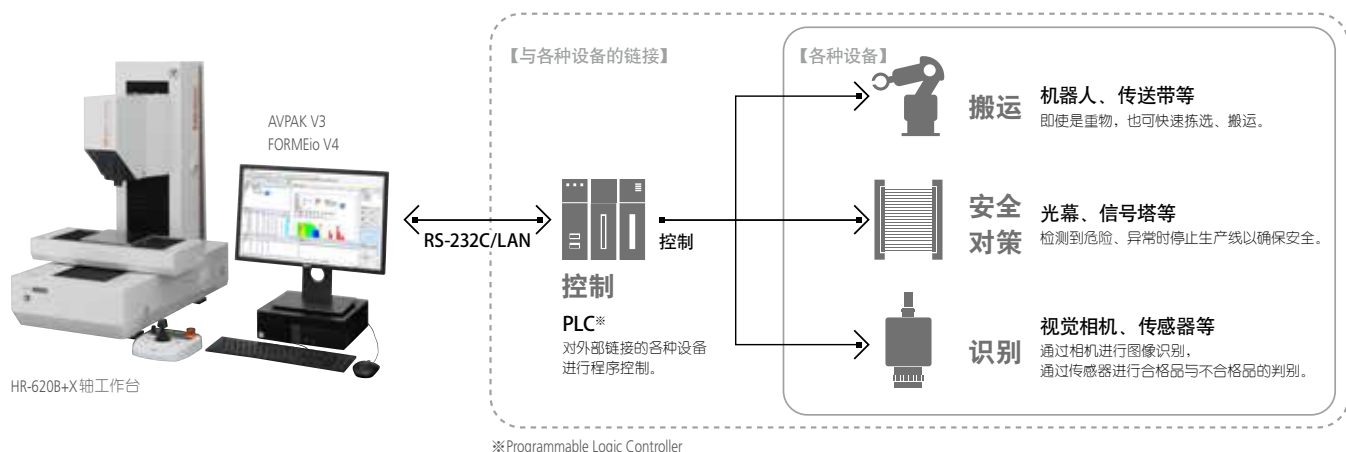 【与各种设备的链接】
【各种设备】
AVPAK V3
FORMEio V4
HR-620B+X轴工作台
RS-232C/LAN
控制
控制
PLC※
对外部链接的各种设备
进行程序控制。
搬运
机器人、传送带等
即使是重物，也可快速拣选、搬运。
安全
对策
光幕、信号塔等
检测到危险、异常时停止生产线以确保安全。
识别
视觉相机、传感器等
通过相机进行图像识别，
通过传感器进行合格品与不合格品的判别。
※Programmable Logic Controller